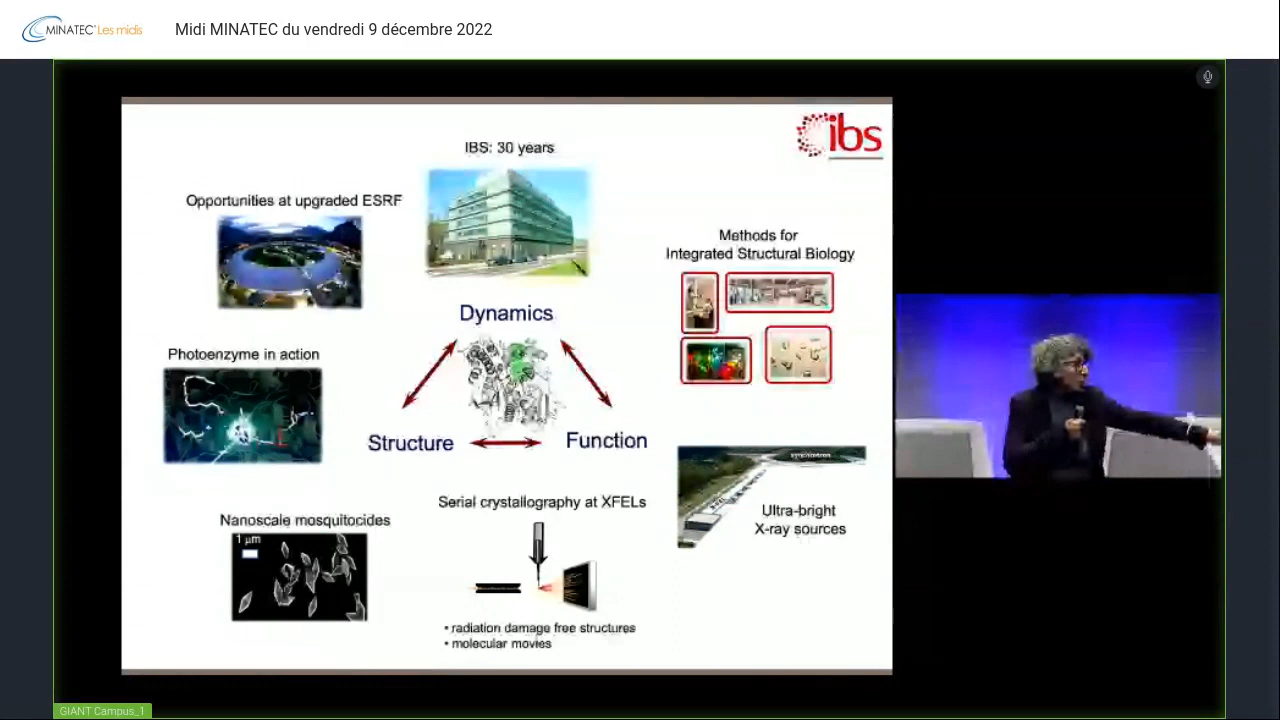 MINATEC® Les midis
Midi MINATEC du vendredi 9 décembre 2022
ibs
IBS: 30 years
Opportunities at upgraded ESRF
Methods for
Integrated Structural Biology
Dynamics
Photoenzyme in action
Structure
Function
synchrotron
Serial crystallography at XFELs
Ultra-bright
X-ray sources
Nanoscale mosquitocides
1 µm
• radiation damage free structures
• molecular movies
GIANT Campus_1